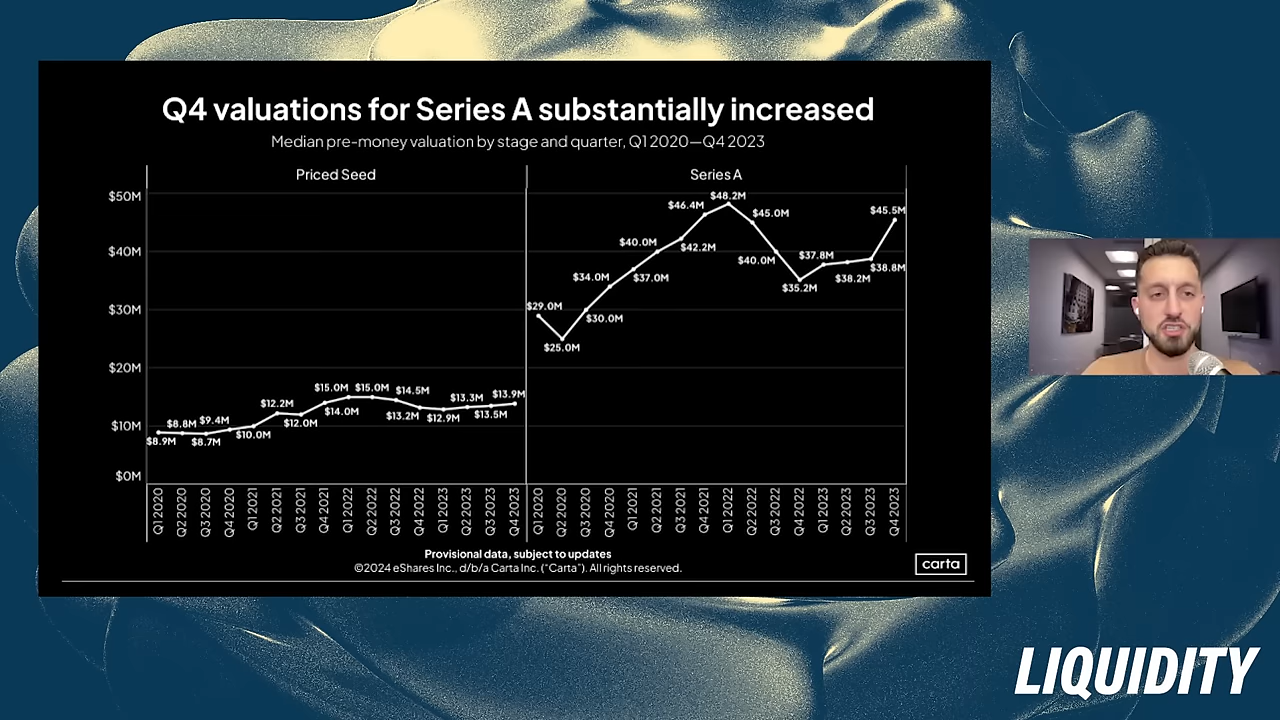 Q4 valuations for Series A substantially increased
Median pre-money valuation by stage and quarter, Q1 2020—Q4 2023
Priced Seed
Series A
$50M
$40M
$30M
$20M
$10M
$0M
$8.9M
$8.8M
$8.7M
$9.4M
$10.0M
$12.2M
$12.0M
$15.0M
$14.0M
$15.0M
$14.5M
$13.2M
$12.9M
$13.3M
$13.5M
$13.9M
$29.0M
$25.0M
$30.0M
$34.0M
$37.0M
$40.0M
$42.2M
$46.4M
$48.2M
$45.0M
$40.0M
$35.2M
$37.8M
$38.2M
$38.8M
$45.5M
Q1 2020
Q2 2020
Q3 2020
Q4 2020
Q1 2021
Q2 2021
Q3 2021
Q4 2021
Q1 2022
Q2 2022
Q3 2022
Q4 2022
Q1 2023
Q2 2023
Q3 2023
Q4 2023
Q1 2020
Q2 2020
Q3 2020
Q4 2020
Q1 2021
Q2 2021
Q3 2021
Q4 2021
Q1 2022
Q2 2022
Q3 2022
Q4 2022
Q1 2023
Q2 2023
Q3 2023
Q4 2023
Provisional data, subject to updates
©2024 eShares Inc., d/b/a Carta Inc. ("Carta"). All rights reserved.
carta
LIQUIDITY